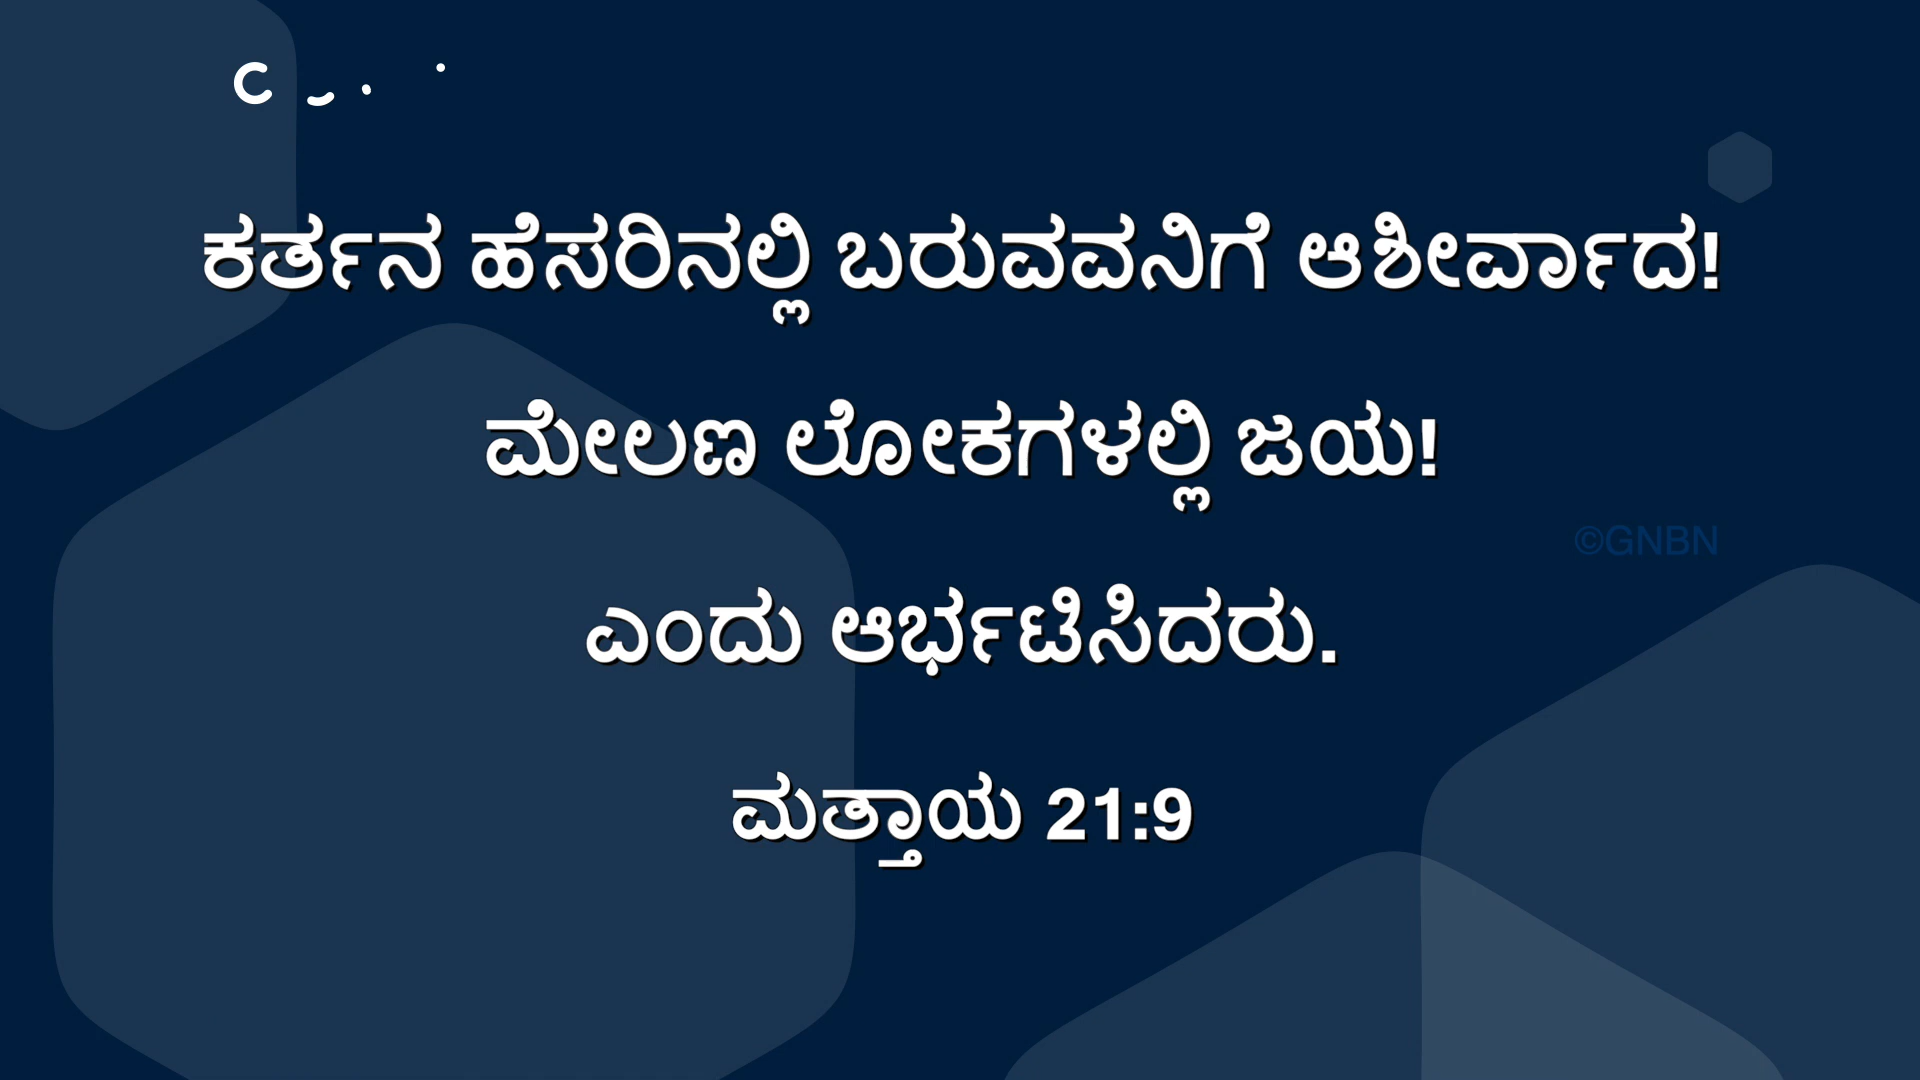 ಕರ್ತನ ಹೆಸರಿನಲ್ಲಿ ಬರುವವನಿಗೆ ಆಶೀರ್ವಾದ!
ಮೇಲಣ ಲೋಕಗಳಲ್ಲಿ ಜಯ!
©GNBN
ಎಂದು ಆರ್ಭಟಿಸಿದರು.
ಮತ್ತಾಯ 21:9